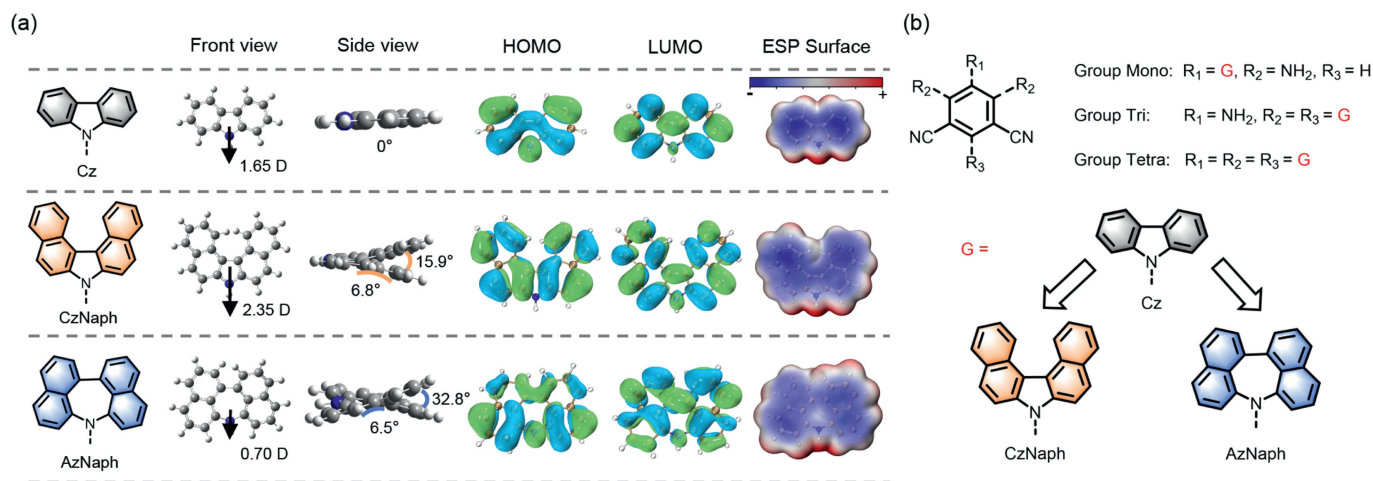 (a)
Front view Side view HOMO LUMO ESP Surface
N
Cz
1.65 D
0°
- +
N
CzNaph
2.35 D
6.8°
15.9°
N
AzNaph
0.70 D
6.5°
32.8°
(b)
R1
R2 R2
CN CN
R3
Group Mono: R1 = G, R2 = NH2, R3 = H
Group Tri: R1 = NH2, R2 = R3 = G
Group Tetra: R1 = R2 = R3 = G
G =
N
Cz
N
CzNaph
N
AzNaph